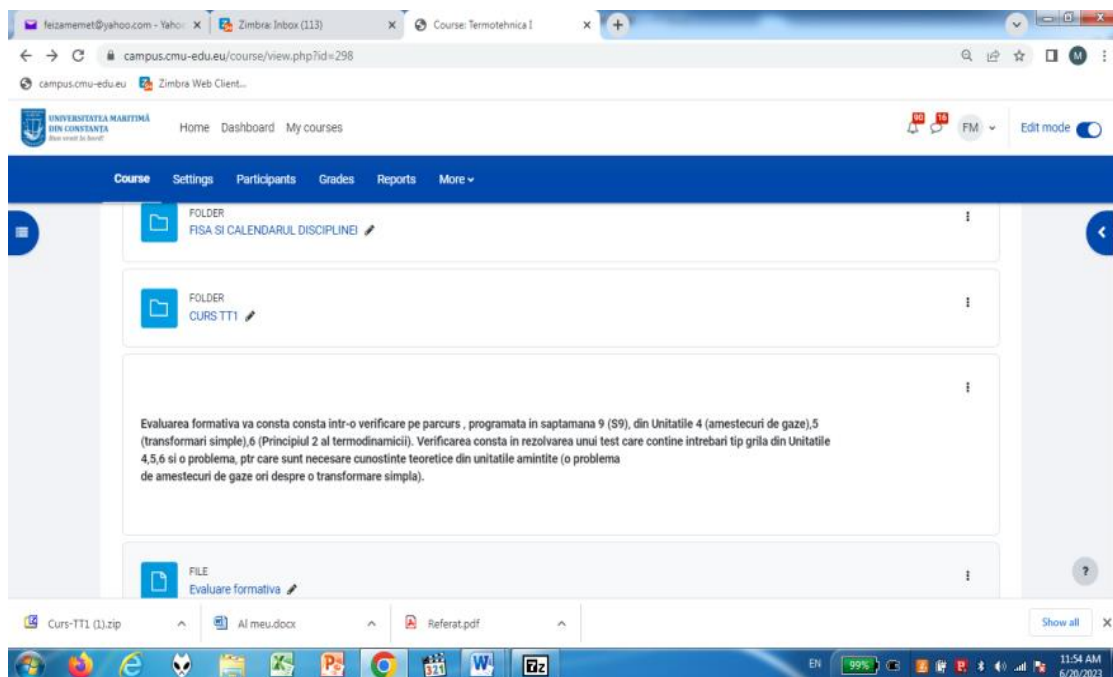 feizamemet@yahoo.com - Yaho
Zimbra: Inbox (113)
Course: Termotehnica I
campus.cmu-edu.eu/course/view.php?id=298
M
campus.cmu-edu.eu
Zimbra Web Client...
UNIVERSITATEA MARITIMĂ
DIN CONSTANȚA
Home Dashboard My courses
90
16
FM
Edit mode
Course Settings Participants Grades Reports More
FOLDER
FISA SI CALENDARUL DISCIPLINEI
FOLDER
CURS TT1
Evaluarea formativa va consta consta intr-o verificare pe parcurs , programata in saptamana 9 (S9), din Unitatile 4 (amestecuri de gaze),5
(transformari simple),6 (Principiul 2 al termodinamicii). Verificarea consta in rezolvarea unui test care contine intrebari tip grila din Unitatile
4,5,6 si o problema, ptr care sunt necesare cunostinte teoretice din unitatile amintite (o problema
de amestecuri de gaze ori despre o transformare simpla).
FILE
Evaluare formativa
?
Curs-TT1 (1).zip
Al meu.docx
Referat.pdf
Show all
321
7z
EN
99%
11:54 AM
6/20/2023